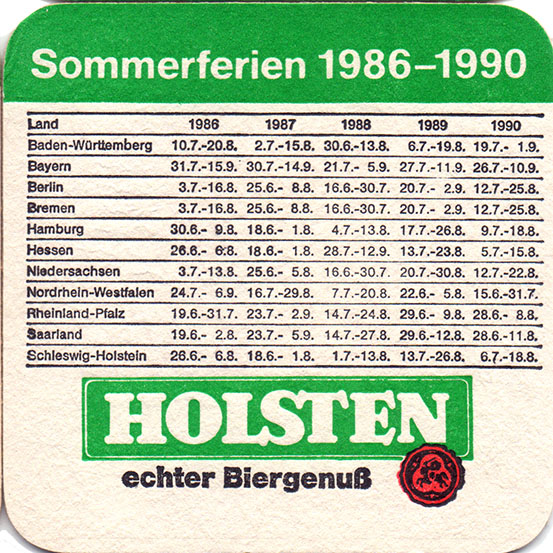 Sommerferien 1986–1990
Land 1986 1987 1988 1989 1990
Baden-Württemberg 10.7.-20.8. 2.7.-15.8. 30.6.-13.8. 6.7.-19.8. 19.7.- 1.9.
Bayern 31.7.-15.9. 30.7.-14.9. 21.7.- 5.9. 27.7.-11.9. 26.7.-10.9.
Berlin 3.7.-16.8. 25.6.- 8.8. 16.6.-30.7. 20.7.- 2.9. 12.7.-25.8.
Bremen 3.7.-16.8. 25.6.- 8.8. 16.6.-30.7. 20.7.- 2.9. 12.7.-25.8.
Hamburg 30.6.- 9.8. 18.6.- 1.8. 4.7.-13.8. 17.7.-26.8. 9.7.-18.8.
Hessen 26.6.- 6.8. 18.6.- 1.8. 28.7.-12.9. 13.7.-23.8. 5.7.-15.8.
Niedersachsen 3.7.-13.8. 25.6.- 5.8. 16.6.-30.7. 20.7.-30.8. 12.7.-22.8.
Nordrhein-Westfalen 24.7.- 6.9. 16.7.-29.8. 7.7.-20.8. 22.6.- 5.8. 15.6.-31.7.
Rheinland-Pfalz 19.6.-31.7. 23.7.- 2.9. 14.7.-24.8. 29.6.- 9.8. 28.6.- 8.8.
Saarland 19.6.- 2.8. 23.7.- 5.9. 14.7.-27.8. 29.6.-12.8. 28.6.-11.8.
Schleswig-Holstein 26.6.- 6.8. 18.6.- 1.8. 1.7.-13.8. 13.7.-26.8. 6.7.-18.8.
HOLSTEN
echter Biergenuß